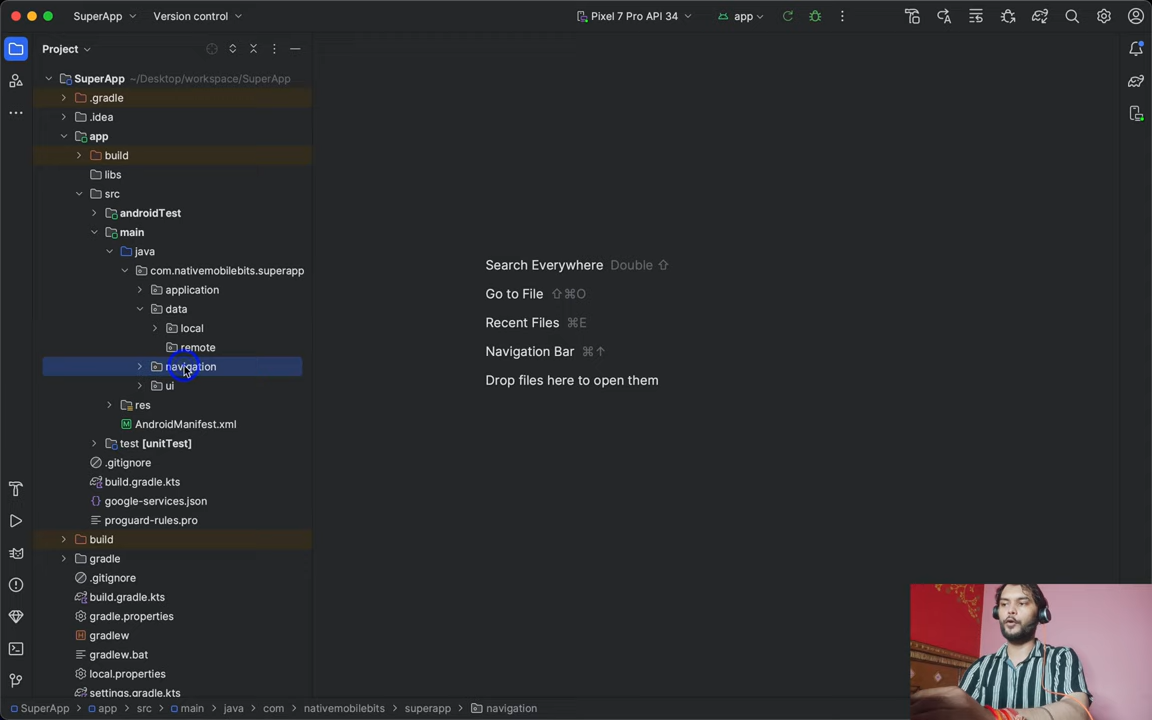 SuperApp
Version control
Pixel 7 Pro API 34
app
Project
SuperApp ~/Desktop/workspace/SuperApp
.gradle
.idea
app
build
libs
src
androidTest
main
java
com.nativemobilebits.superapp
application
data
local
remote
navigation
ui
res
AndroidManifest.xml
test [unitTest]
.gitignore
build.gradle.kts
google-services.json
proguard-rules.pro
build
gradle
.gitignore
build.gradle.kts
gradle.properties
gradlew
gradlew.bat
local.properties
settings.gradle.kts
Search Everywhere Double ⇧
Go to File ⇧⌘O
Recent Files ⌘E
Navigation Bar ⌘↑
Drop files here to open them
SuperApp > app > src > main > java > com > nativemobilebits > superapp > navigation